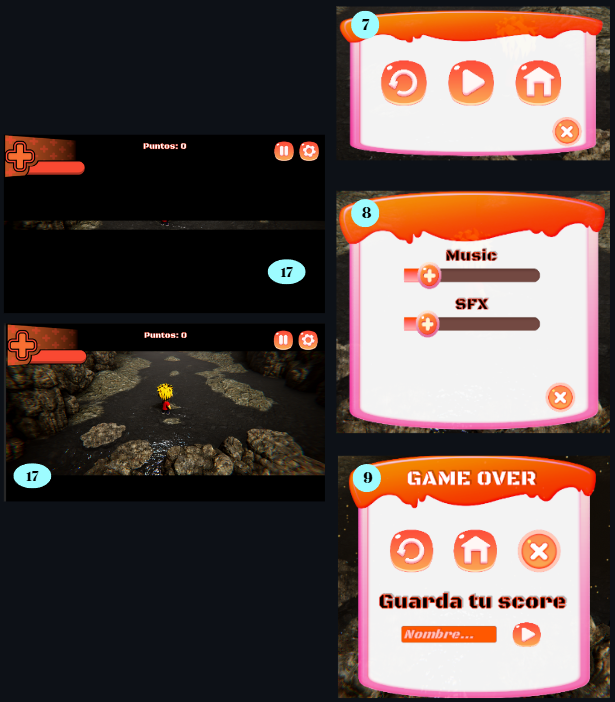 Puntos: 0
17
Puntos: 0
17
7
8
Music
SFX
9
GAME OVER
Guarda tu score
Nombre...